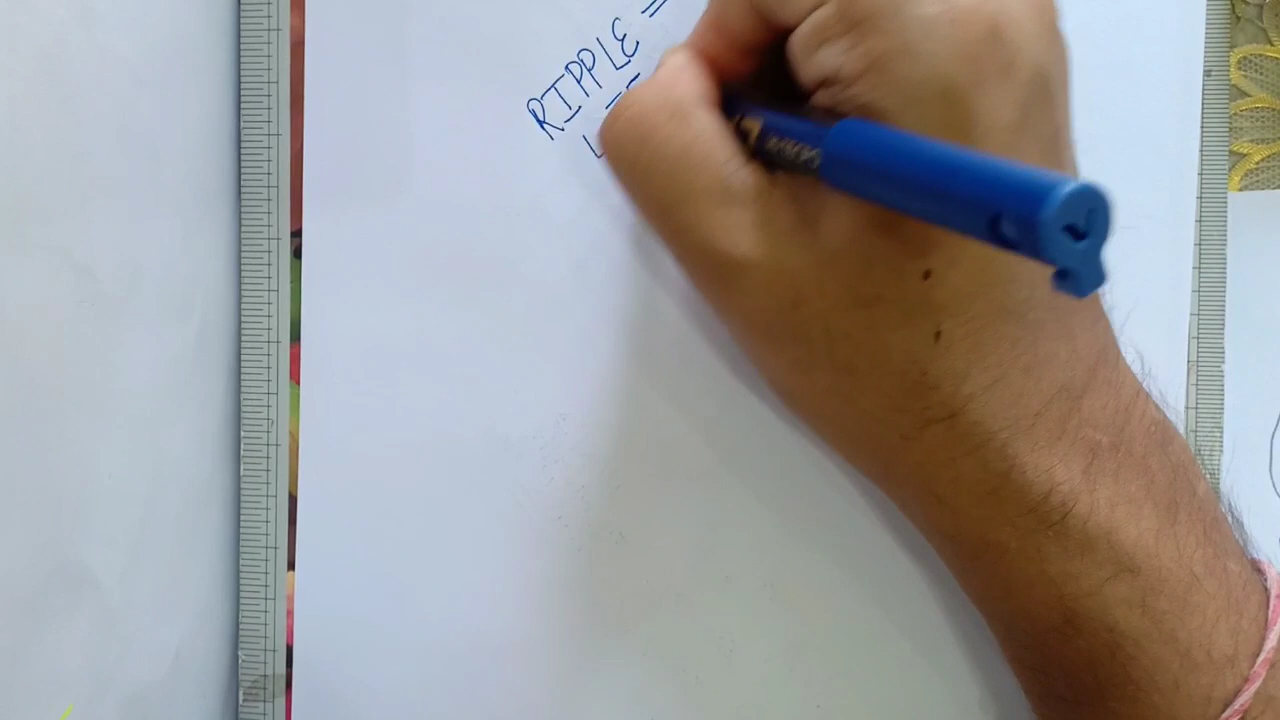 RIPPLE =
L =